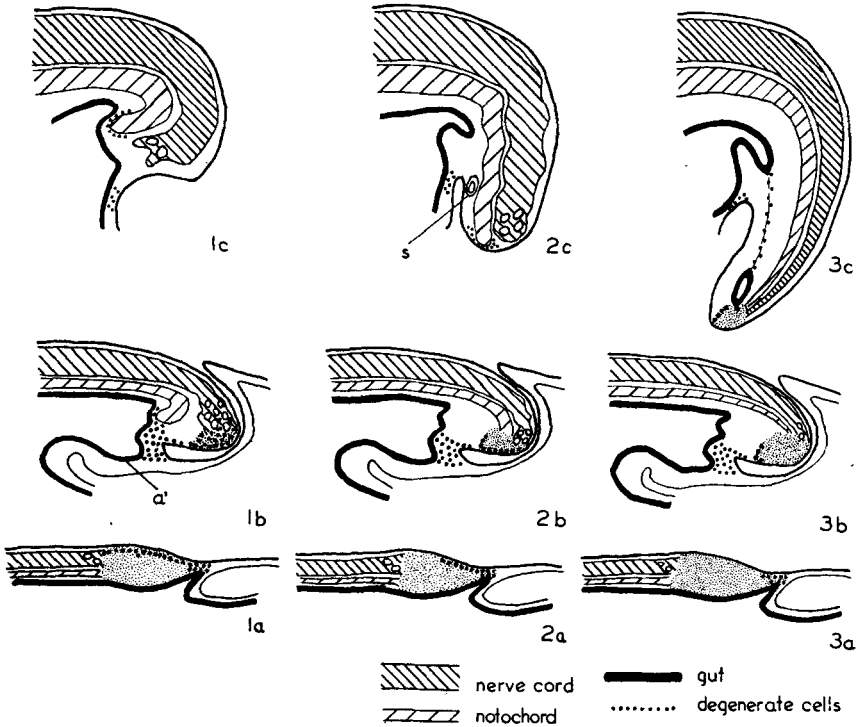 1c
s
2c
3c
a'
1b
2b
3b
1a
2a
3a
nerve cord
notochord
gut
degenerate cells